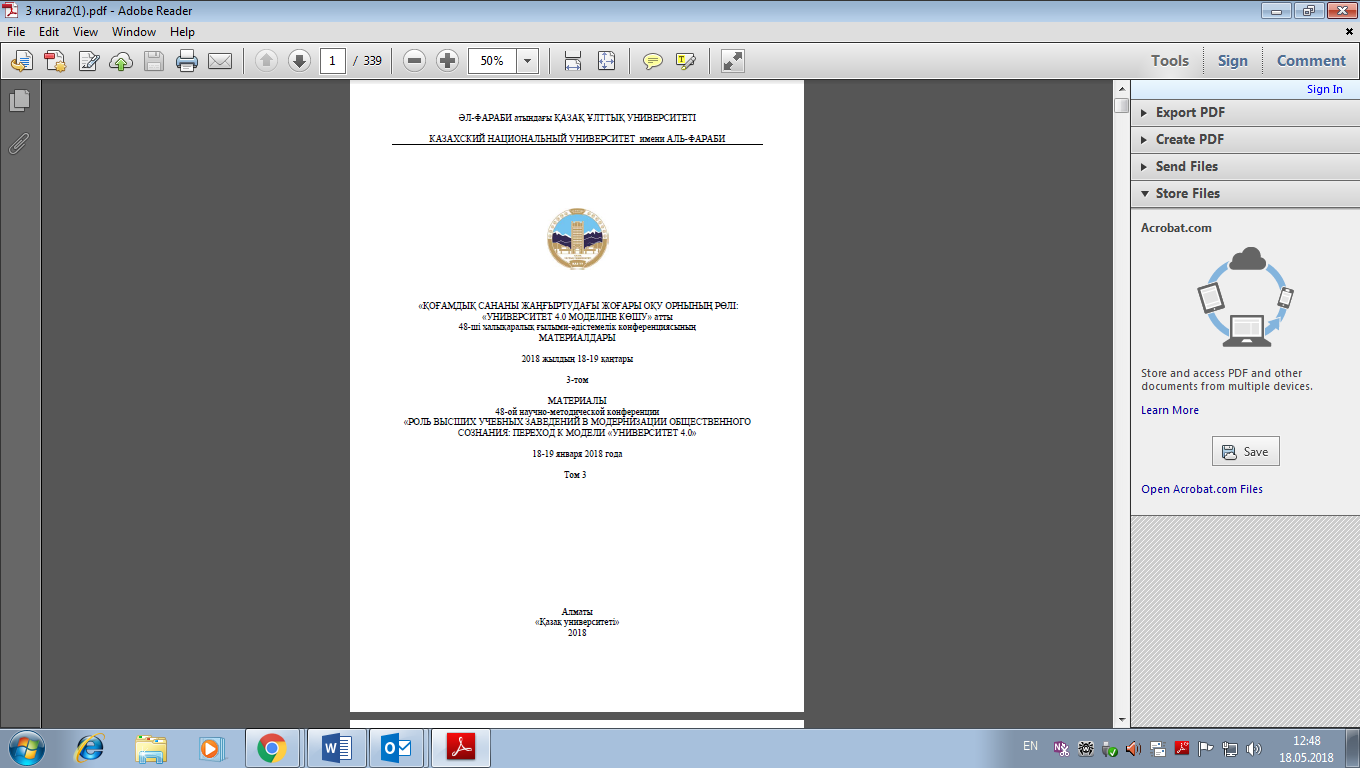 3 книга2(1).pdf - Adobe Reader
File Edit View Window Help
1 / 339 50% Tools Sign Comment
Sign In
Export PDF
Create PDF
Send Files
Store Files
Acrobat.com
Store and access PDF and other
documents from multiple devices.
Learn More
Save
Open Acrobat.com Files
ӘЛ-ФАРАБИ атындағы ҚАЗАҚ ҰЛТТЫҚ УНИВЕРСИТЕТІ
КАЗАХСКИЙ НАЦИОНАЛЬНЫЙ УНИВЕРСИТЕТ имени АЛЬ-ФАРАБИ
«ҚОҒАМДЫҚ САНАНЫ ЖАҢҒЫРТУДАҒЫ ЖОҒАРЫ ОҚУ ОРНЫНЫҢ РӨЛІ:
«УНИВЕРСИТЕТ 4.0 МОДЕЛІНЕ КӨШУ» атты
48-ші халықаралық ғылыми-әдістемелік конференциясының
МАТЕРИАЛДАРЫ
2018 жылдың 18-19 қаңтары
3-том
МАТЕРИАЛЫ
48-ой научно-методической конференции
«РОЛЬ ВЫСШИХ УЧЕБНЫХ ЗАВЕДЕНИЙ В МОДЕРНИЗАЦИИ ОБЩЕСТВЕННОГО
СОЗНАНИЯ: ПЕРЕХОД К МОДЕЛИ «УНИВЕРСИТЕТ 4.0»
18-19 января 2018 года
Том 3
Алматы
«Қазақ университеті»
2018
EN
12:48
18.05.2018